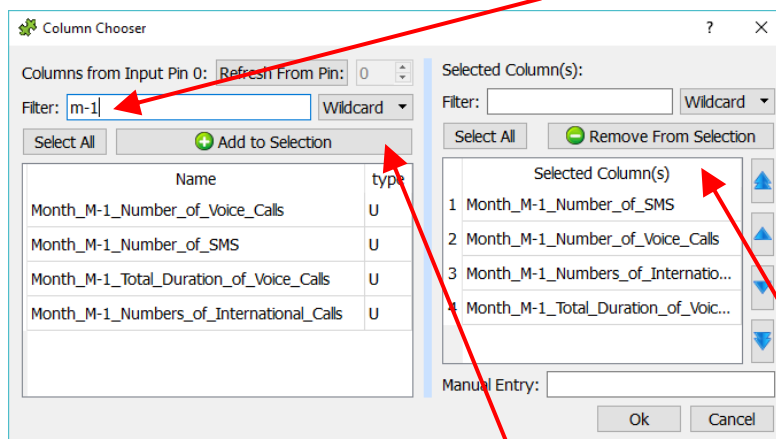 Column Chooser
Columns from Input Pin 0: Refresh From Pin: 0
Filter: m-1 Wildcard
Select All Add to Selection
Name type
Month_M-1_Number_of_Voice_Calls U
Month_M-1_Number_of_SMS U
Month_M-1_Total_Duration_of_Voice_Calls U
Month_M-1_Numbers_of_International_Calls U
Selected Column(s):
Filter: Wildcard
Select All Remove From Selection
Selected Column(s)
1 Month_M-1_Number_of_SMS
2 Month_M-1_Number_of_Voice_Calls
3 Month_M-1_Numbers_of_Internatio...
4 Month_M-1_Total_Duration_of_Voic...
Manual Entry:
Ok Cancel